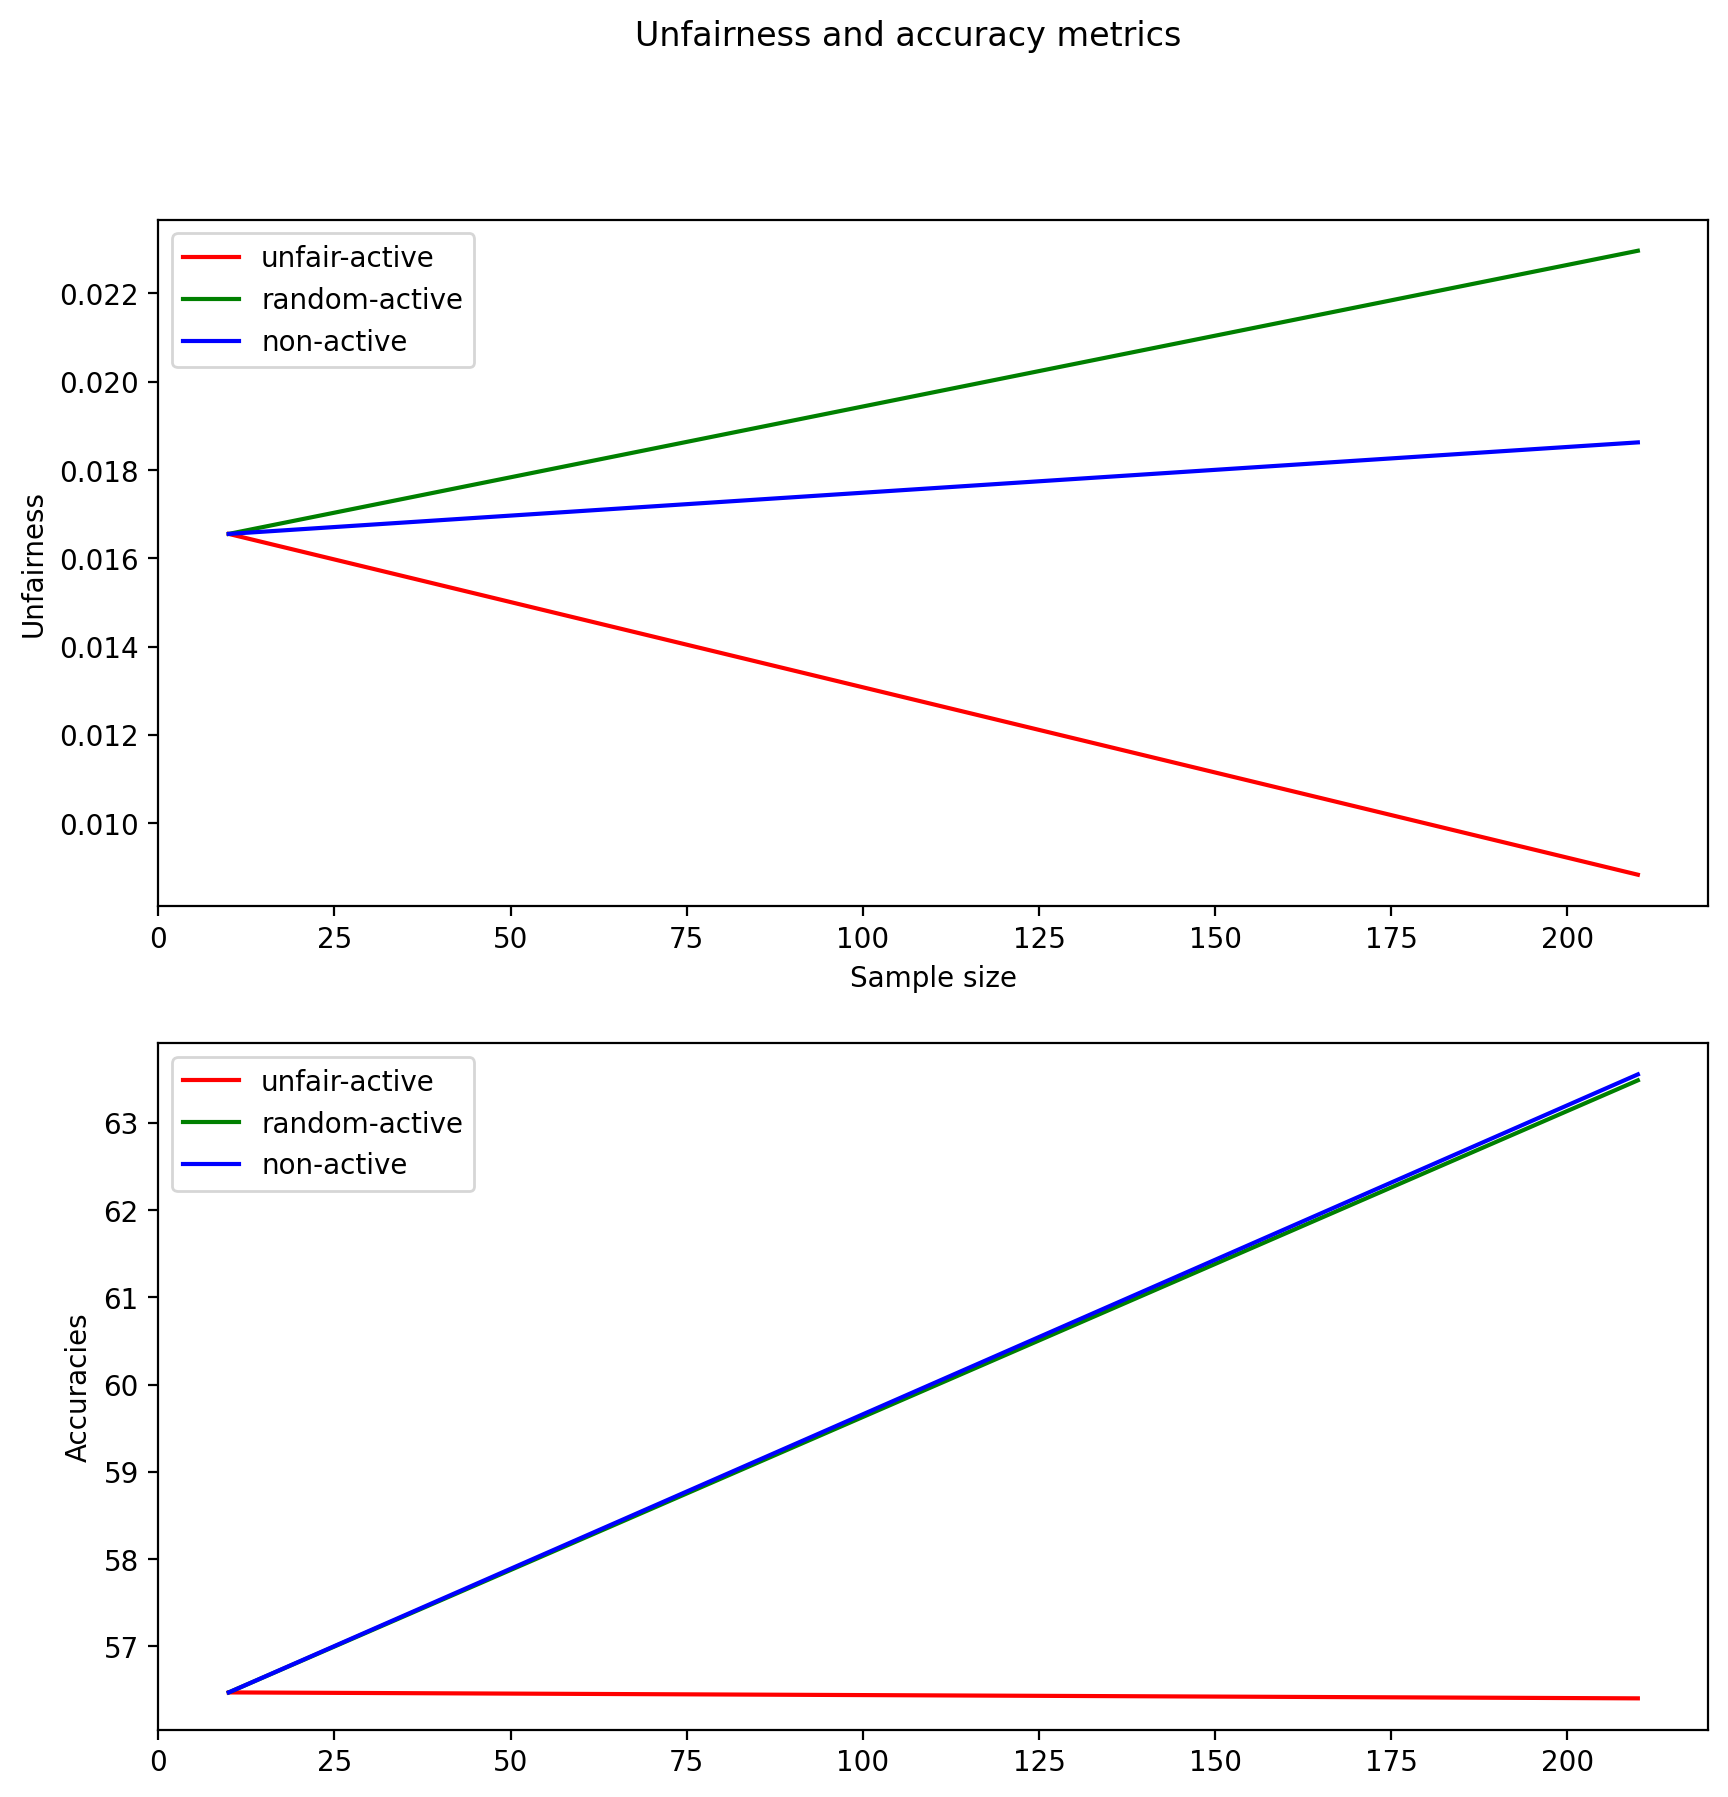 Unfairness and accuracy metrics
unfair-active
random-active
non-active
0.022
0.020
0.018
0.016
0.014
0.012
0.010
Unfairness
0 25 50 75 100 125 150 175 200
Sample size
unfair-active
random-active
non-active
63
62
61
60
59
58
57
Accuracies
0 25 50 75 100 125 150 175 200